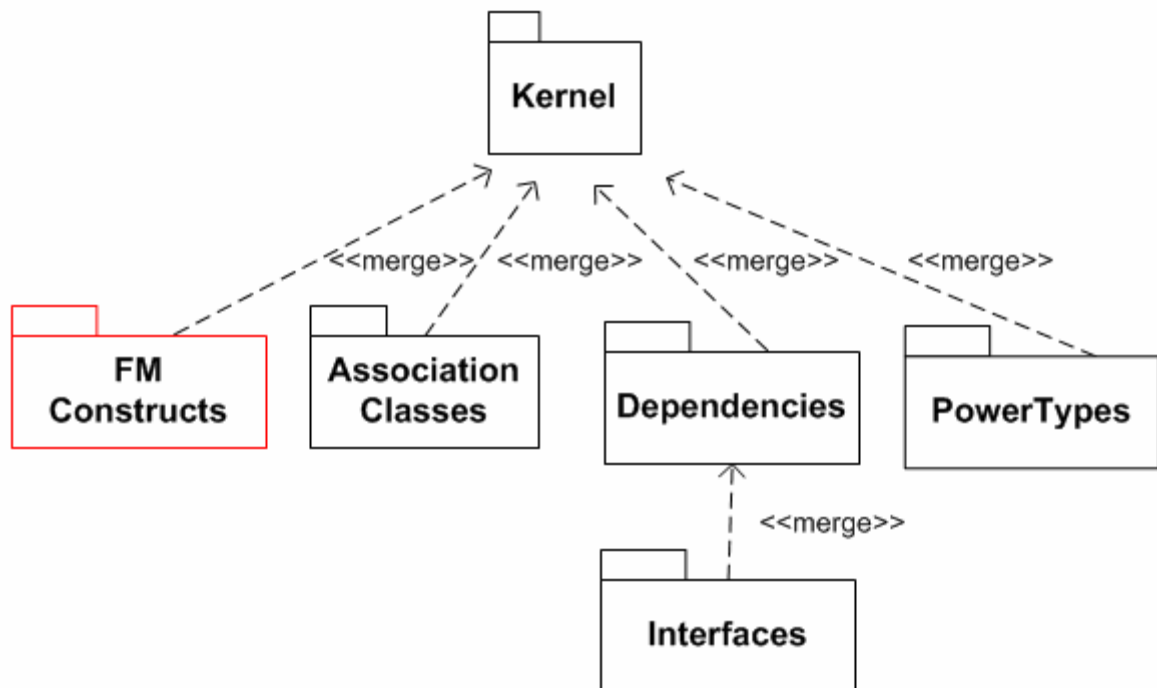 Kernel
<<merge>> <<merge>> <<merge>> <<merge>>
FM
Constructs
Association
Classes
Dependencies
PowerTypes
<<merge>>
Interfaces